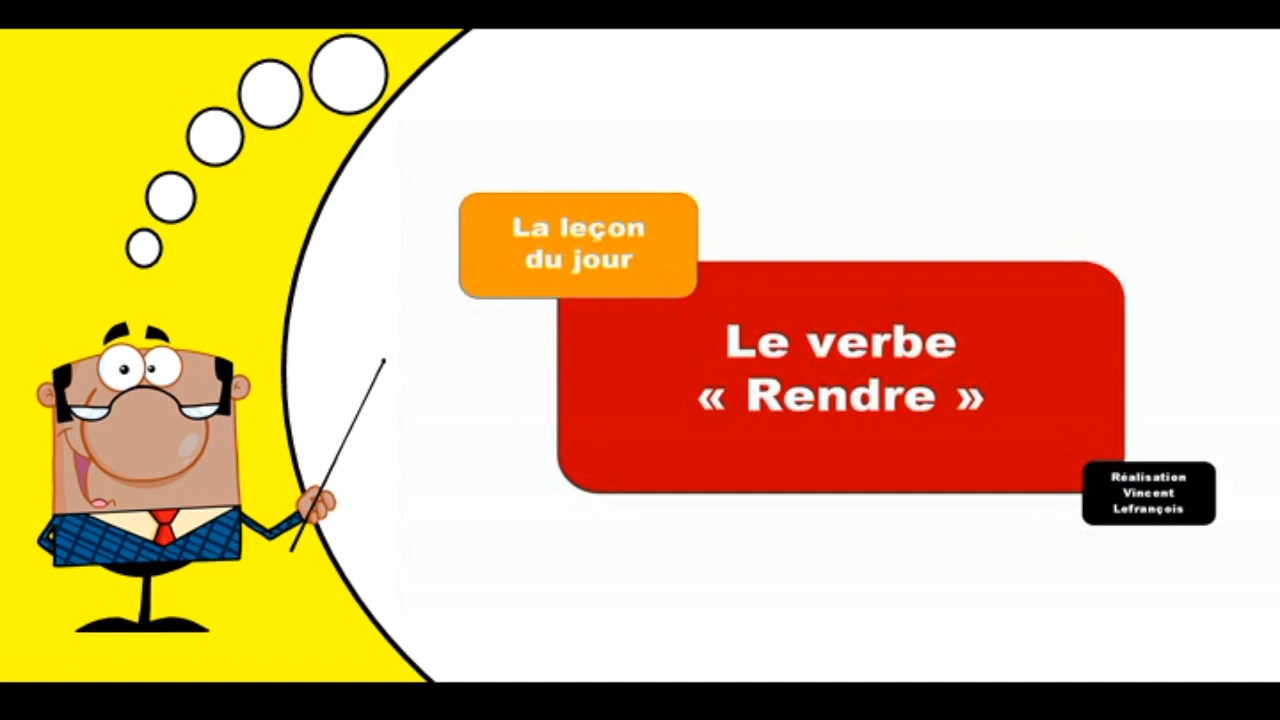 La leçon
du jour
Le verbe
« Rendre »
Réalisation
Vincent
Lefrançois